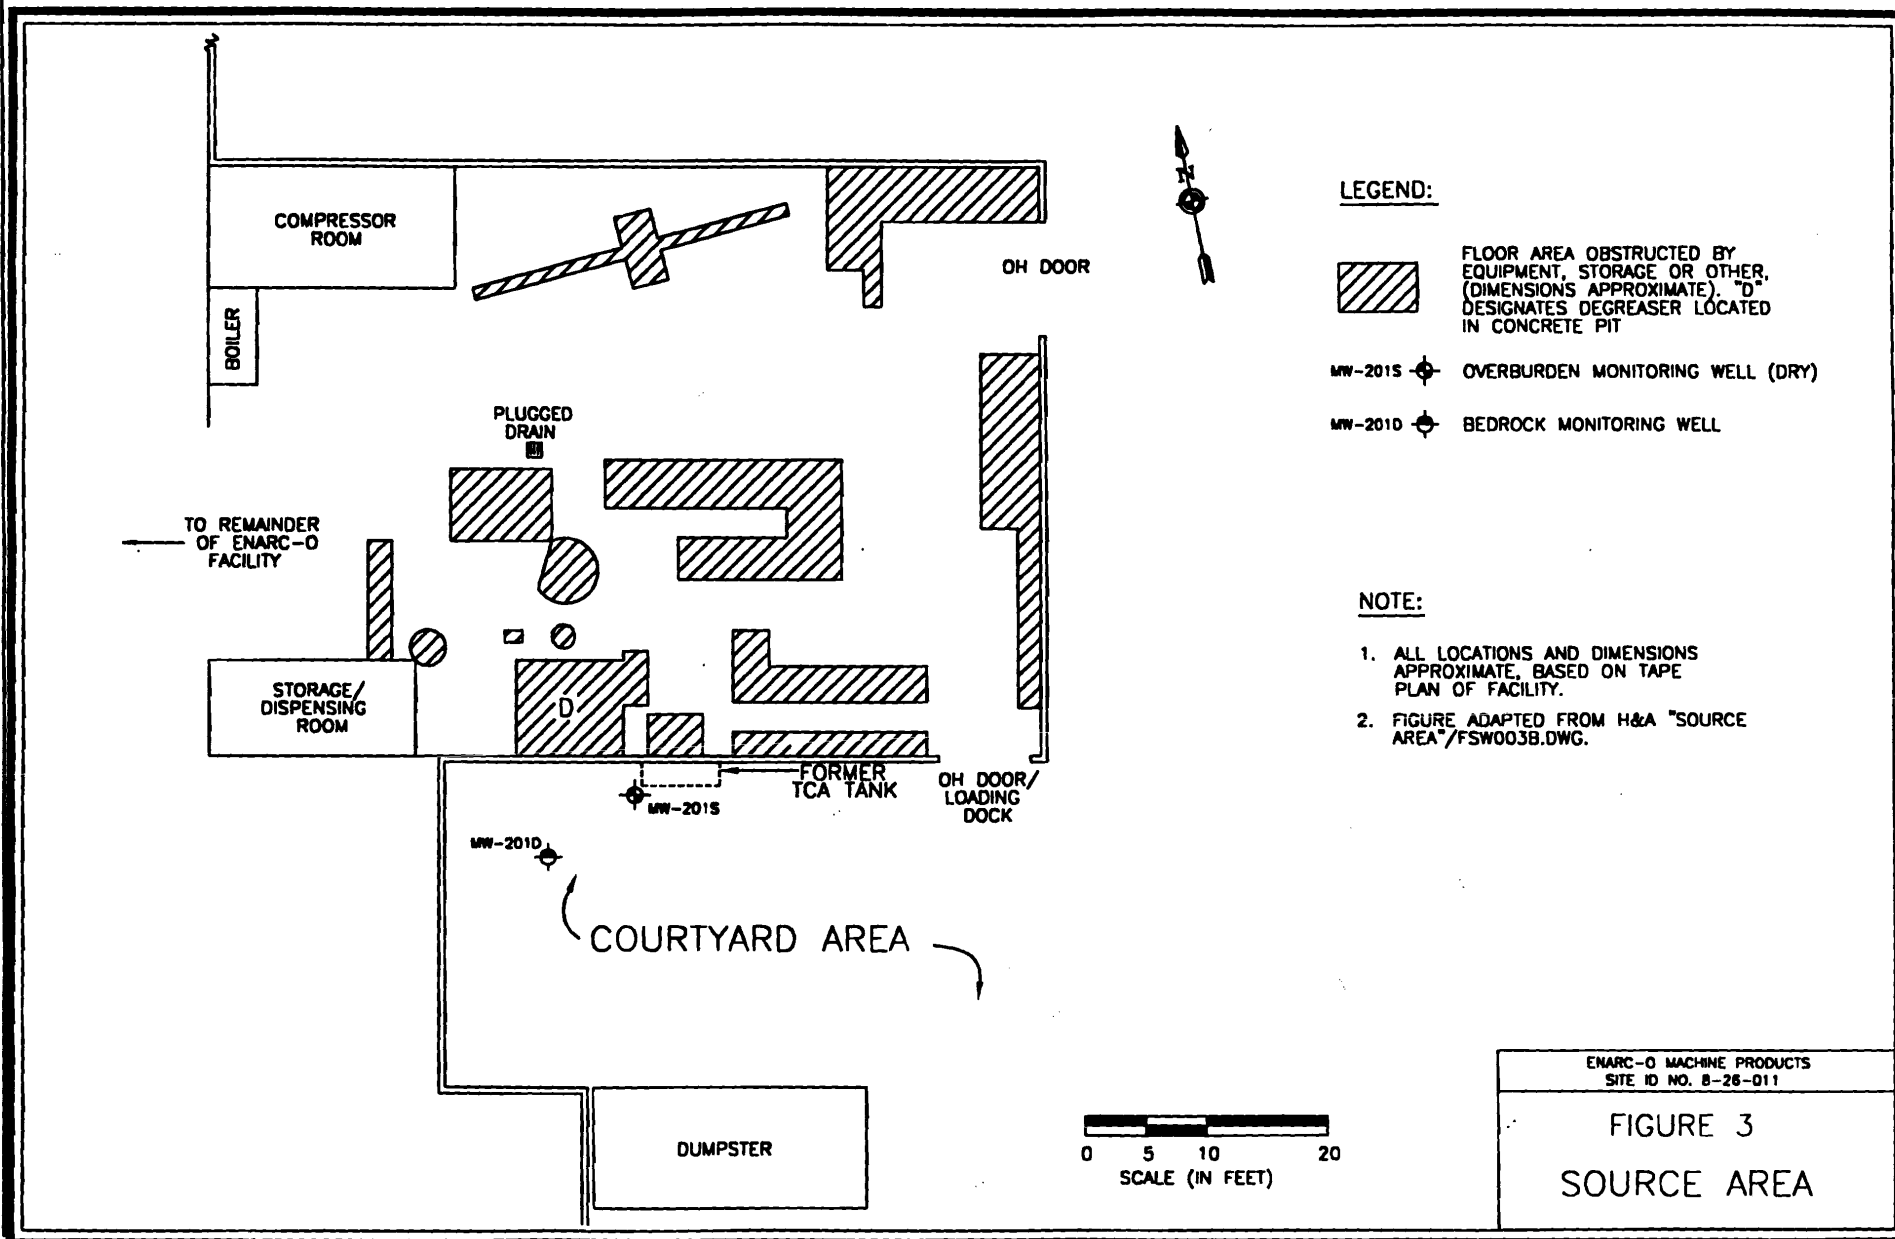 COMPRESSOR
ROOM
BOILER
OH DOOR
PLUGGED
DRAIN
TO REMAINDER
OF ENARC-O
FACILITY
STORAGE/
DISPENSING
ROOM
D
FORMER
TCA TANK
OH DOOR/
LOADING
DOCK
MW-201S
MW-201D
COURTYARD AREA
DUMPSTER
N
LEGEND:
FLOOR AREA OBSTRUCTED BY
EQUIPMENT, STORAGE OR OTHER,
(DIMENSIONS APPROXIMATE). "D"
DESIGNATES DEGREASER LOCATED
IN CONCRETE PIT
MW-201S OVERBURDEN MONITORING WELL (DRY)
MW-201D BEDROCK MONITORING WELL
NOTE:
1. ALL LOCATIONS AND DIMENSIONS
APPROXIMATE, BASED ON TAPE
PLAN OF FACILITY.
2. FIGURE ADAPTED FROM H&A "SOURCE
AREA"/FSW003B.DWG.
0 5 10 20
SCALE (IN FEET)
ENARC-O MACHINE PRODUCTS
SITE ID NO. 8-26-011
FIGURE 3
SOURCE AREA